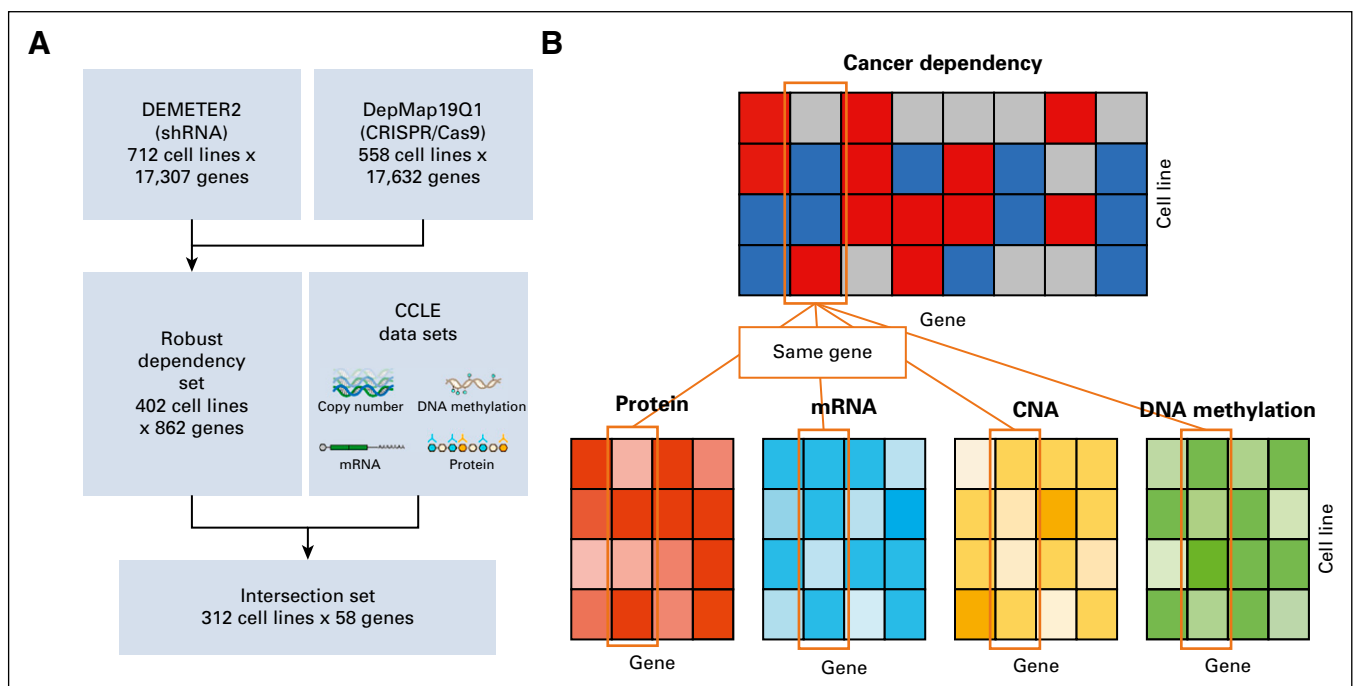 A
DEMETER2
(shRNA)
712 cell lines x
17,307 genes
DepMap19Q1
(CRISPR/Cas9)
558 cell lines x
17,632 genes
Robust
dependency
set
402 cell lines
x 862 genes
CCLE
data sets
Copy number
DNA methylation
mRNA
Protein
Intersection set
312 cell lines x 58 genes
B
Cancer dependency
Cell line
Gene
Same gene
Protein
mRNA
CNA
DNA methylation
Cell line
Gene
Gene
Gene
Gene